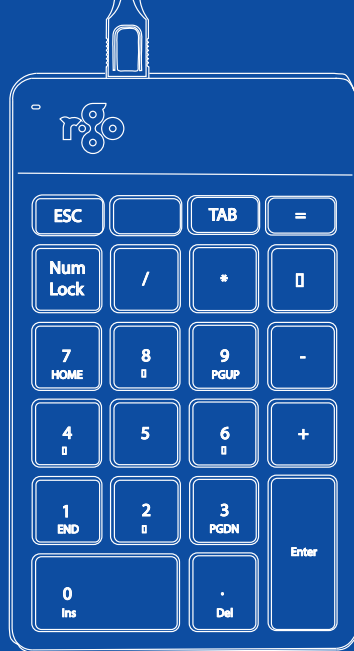 rgo
ESC TAB =
Num
Lock / * ▯
7 8 9 -
HOME ▯ PGUP
4 5 6 +
▯ ▯
1 2 3
END ▯ PGDN
Enter
0 .
Ins Del